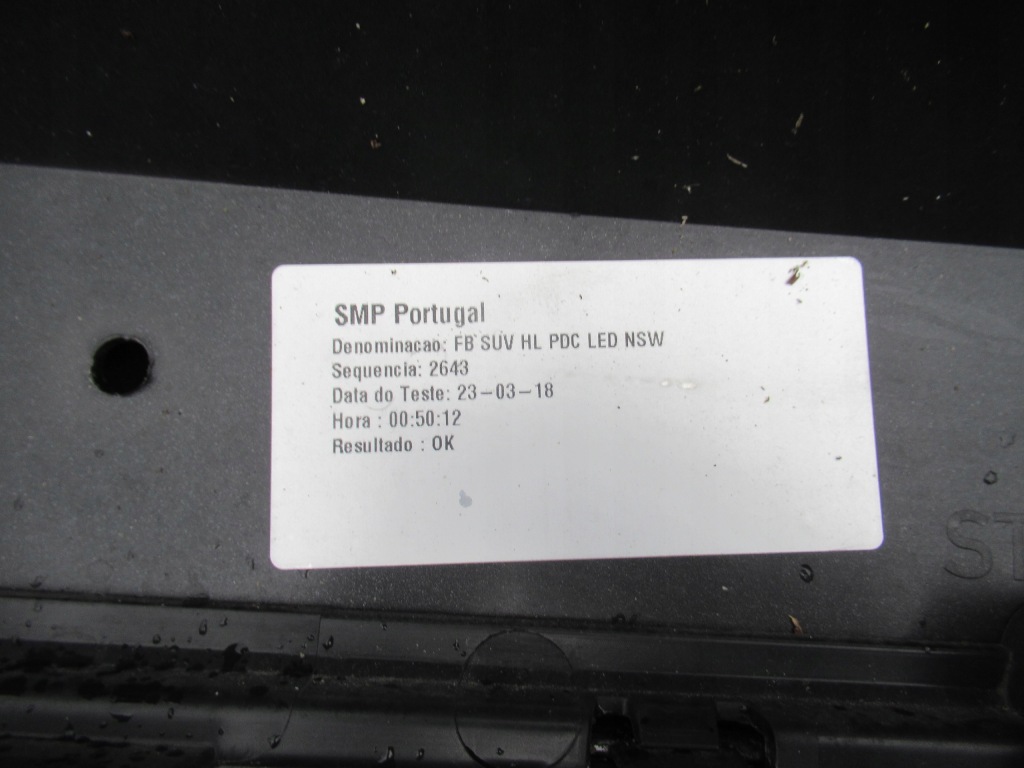 SMP Portugal
Denominacao: FB SUV HL PDC LED NSW
Sequencia: 2643
Data do Teste: 23-03-18
Hora : 00:50:12
Resultado : OK
ST